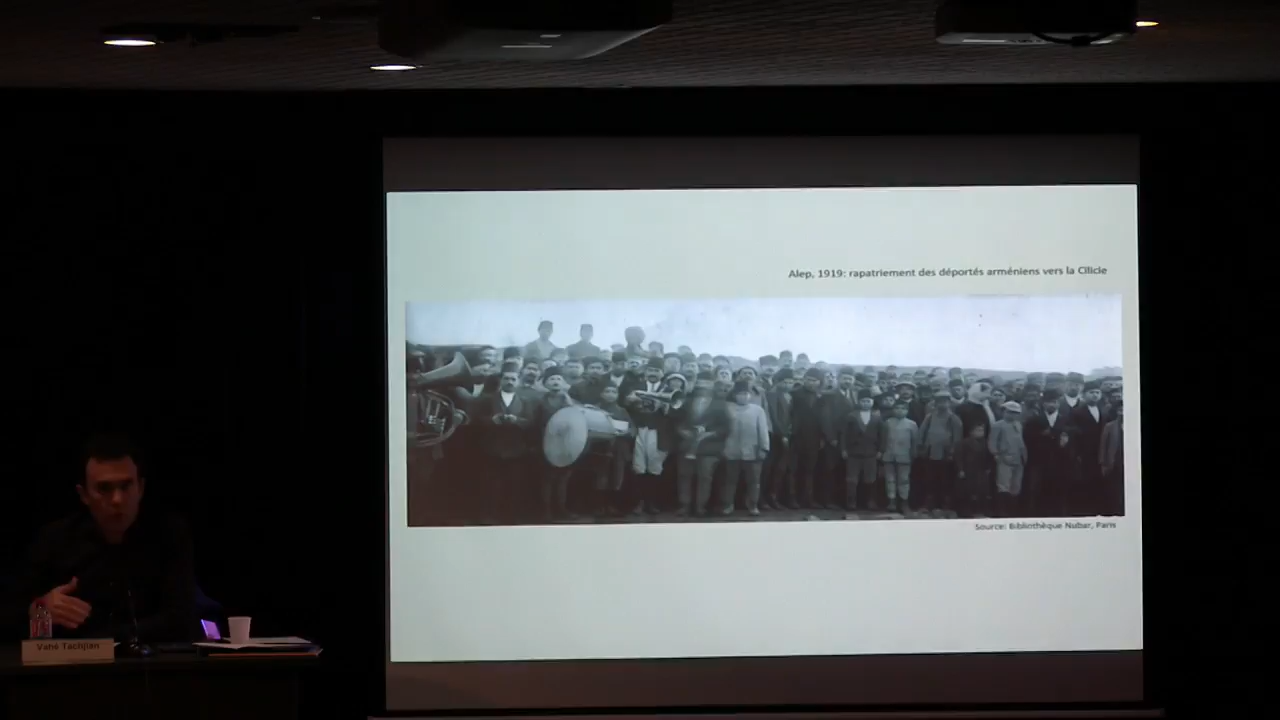 Alep, 1919: rapatriement des déportés arméniens vers la Cilicie
Source: Bibliothèque Nubar, Paris
Vahé Tachjian